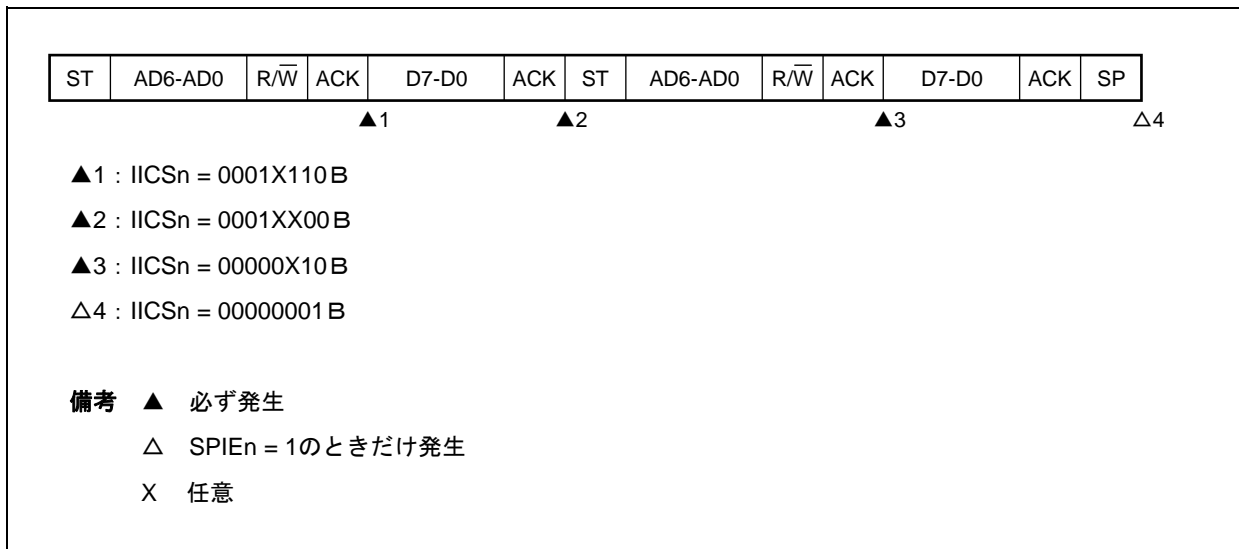 ST AD6-AD0 R/W̅ ACK D7-D0 ACK ST AD6-AD0 R/W̅ ACK D7-D0 ACK SP
▲1 ▲2 ▲3 △4
▲1：IICSn = 0001X110B
▲2：IICSn = 0001XX00B
▲3：IICSn = 00000X10B
△4：IICSn = 00000001B
備考 ▲ 必ず発生
△ SPIEn = 1のときだけ発生
X 任意